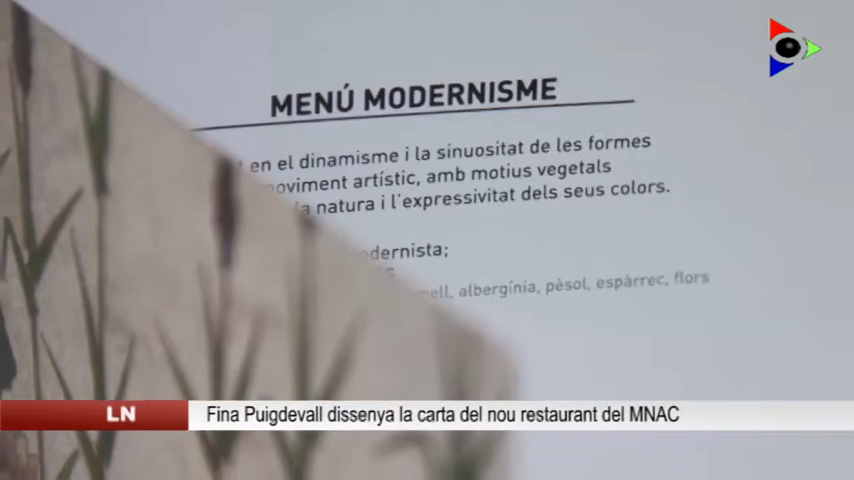 MENÚ MODERNISME
en el dinamisme i la sinuositat de les formes
moviment artístic, amb motius vegetals
la natura i l'expressivitat dels seus colors.
modernista;
albergínia, pèsol, espàrrec, flors
LN
Fina Puigdevall dissenya la carta del nou restaurant del MNAC